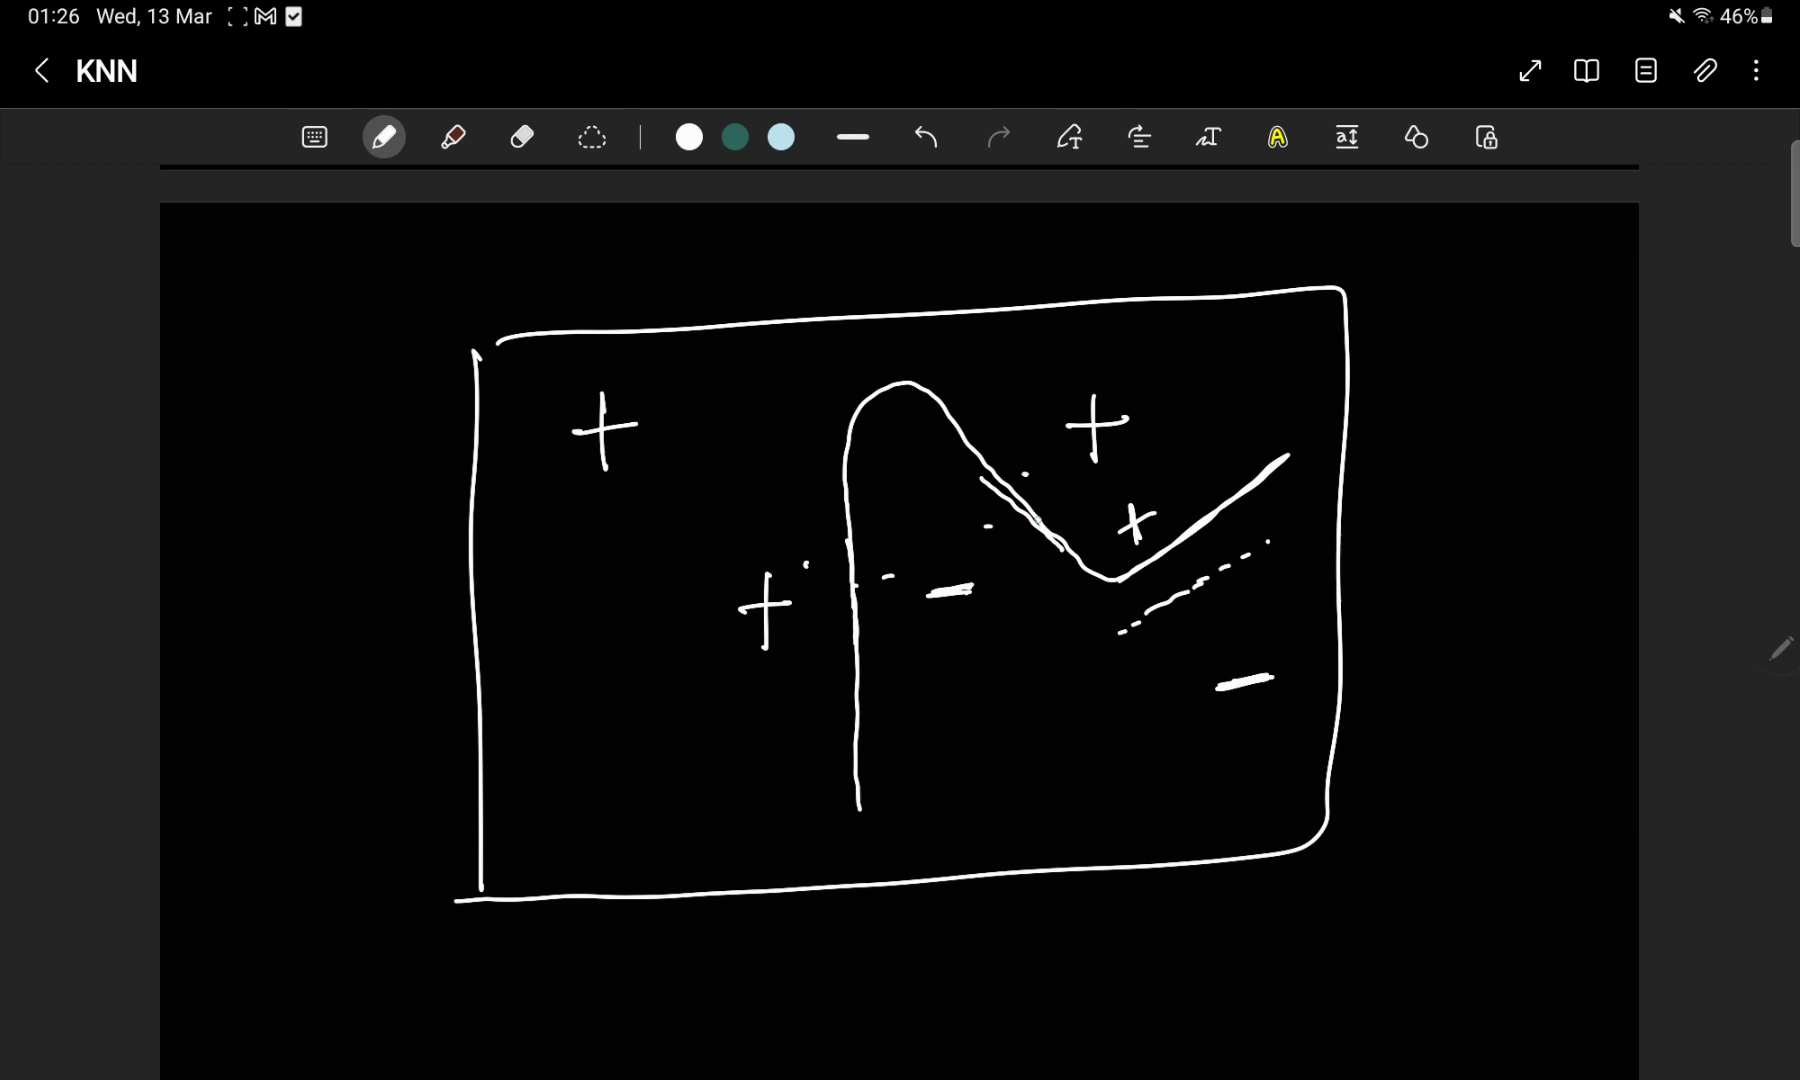 01:26 Wed, 13 Mar 46%
KNN
T T A a
+ +
+
+ -
-